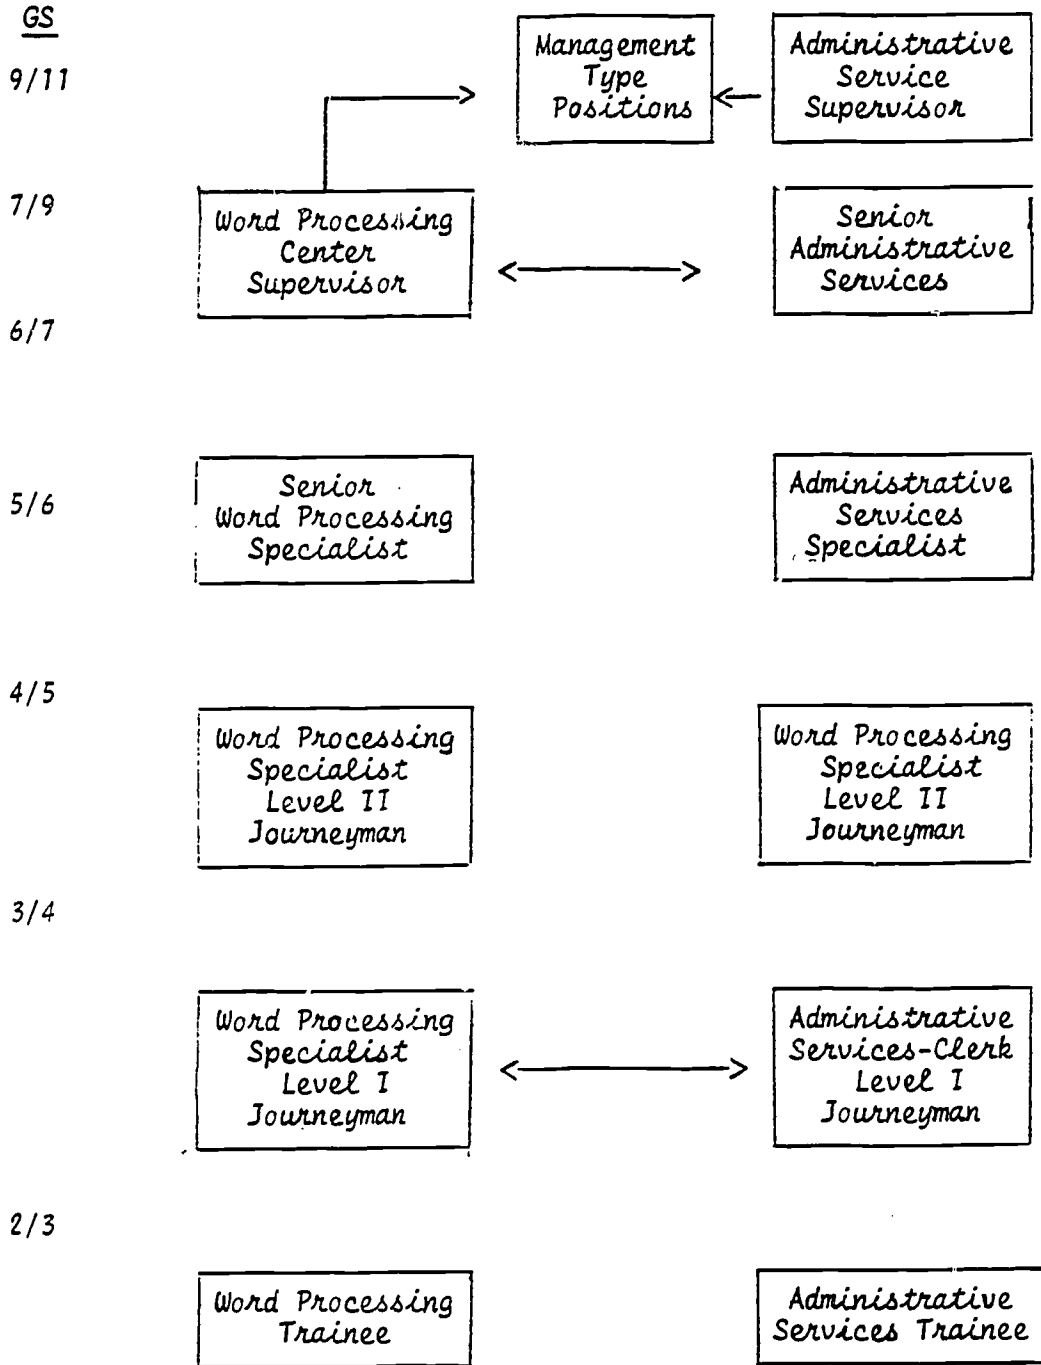 GS
9/11
Management
Type
Positions
Administrative
Service
Supervisor
7/9
Word Processing
Center
Supervisor
Senior
Administrative
Services
6/7
5/6
Senior
Word Processing
Specialist
Administrative
Services
Specialist
4/5
Word Processing
Specialist
Level II
Journeyman
Word Processing
Specialist
Level II
Journeyman
3/4
Word Processing
Specialist
Level I
Journeyman
Administrative
Services-Clerk
Level I
Journeyman
2/3
Word Processing
Trainee
Administrative
Services Trainee